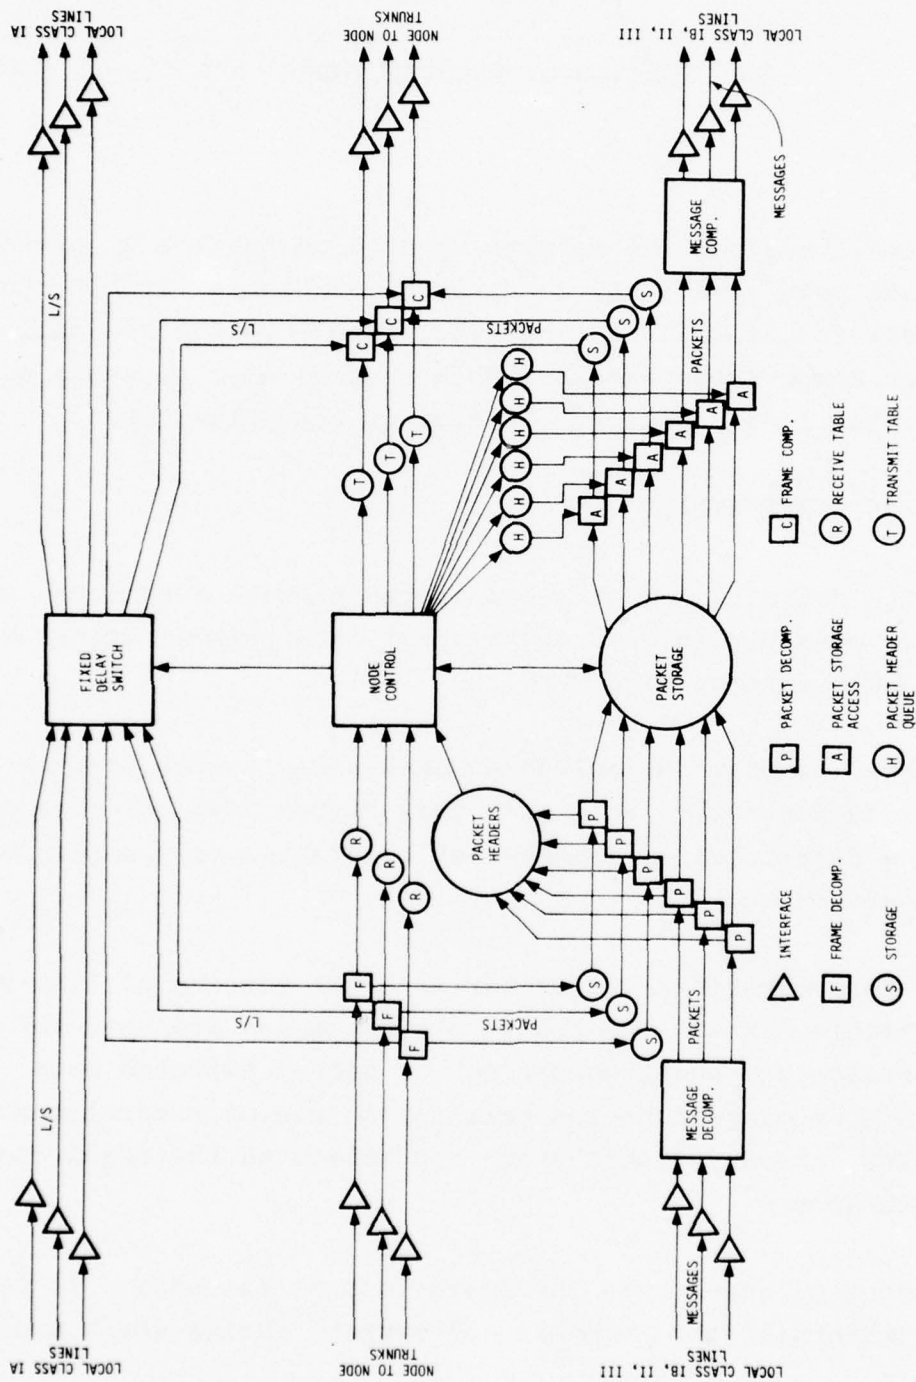 LOCAL CLASS IA
LINES
L/S
FIXED
DELAY
SWITCH
L/S
LOCAL CLASS IA
LINES
NODE TO NODE
TRUNKS
F
F
F
L/S
PACKETS
R
R
R
NODE
CONTROL
T
T
T
L/S
PACKETS
C
C
C
NODE TO NODE
TRUNKS
PACKET
HEADERS
H
H
H
H
H
H
LOCAL CLASS IB, II, III
LINES
MESSAGES
MESSAGE
DECOMP.
PACKETS
S
S
S
P
P
P
P
P
P
PACKET
STORAGE
A
A
A
A
A
A
S
S
S
PACKETS
MESSAGE
COMP.
MESSAGES
LOCAL CLASS IB, II, III
LINES
INTERFACE
P PACKET DECOMP.
C FRAME COMP.
F FRAME DECOMP.
A PACKET STORAGE
ACCESS
R RECEIVE TABLE
S STORAGE
H PACKET HEADER
QUEUE
T TRANSMIT TABLE